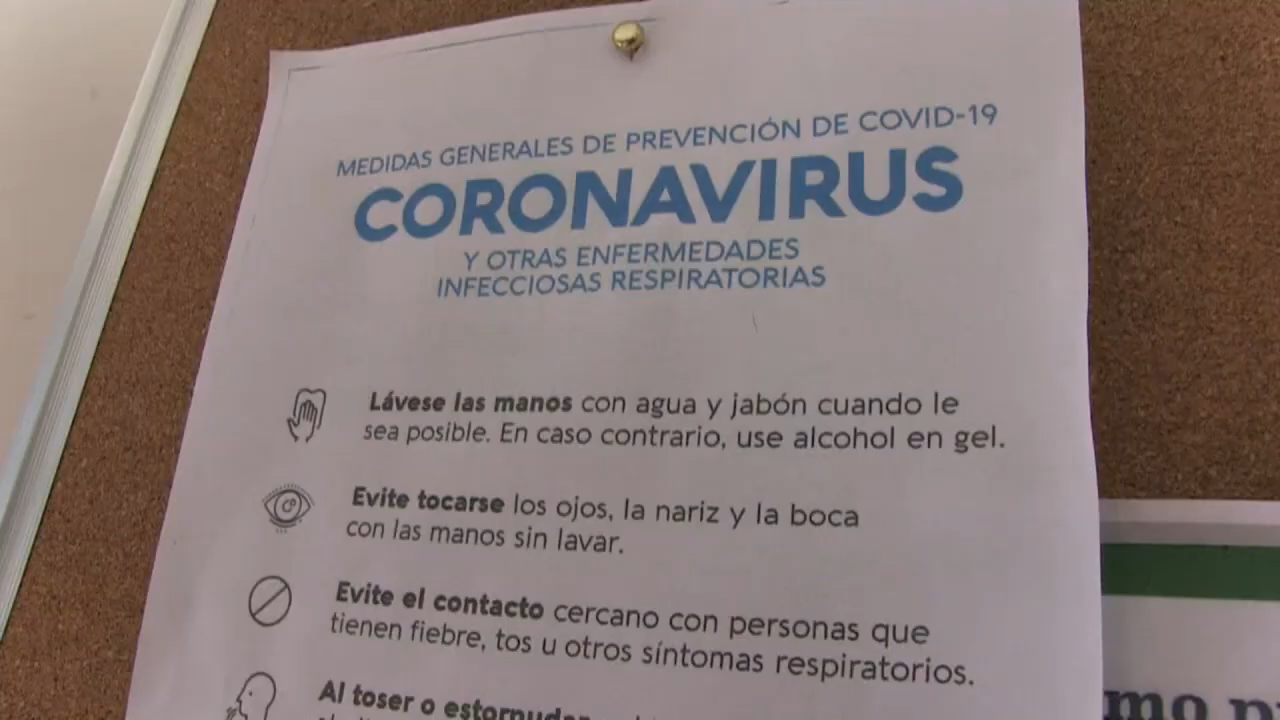 MEDIDAS GENERALES DE PREVENCIÓN DE COVID-19
CORONAVIRUS
Y OTRAS ENFERMEDADES
INFECCIOSAS RESPIRATORIAS
Lávese las manos con agua y jabón cuando le
sea posible. En caso contrario, use alcohol en gel.
Evite tocarse los ojos, la nariz y la boca
con las manos sin lavar.
Evite el contacto cercano con personas que
tienen fiebre, tos u otros síntomas respiratorios.
Al toser o estornudar